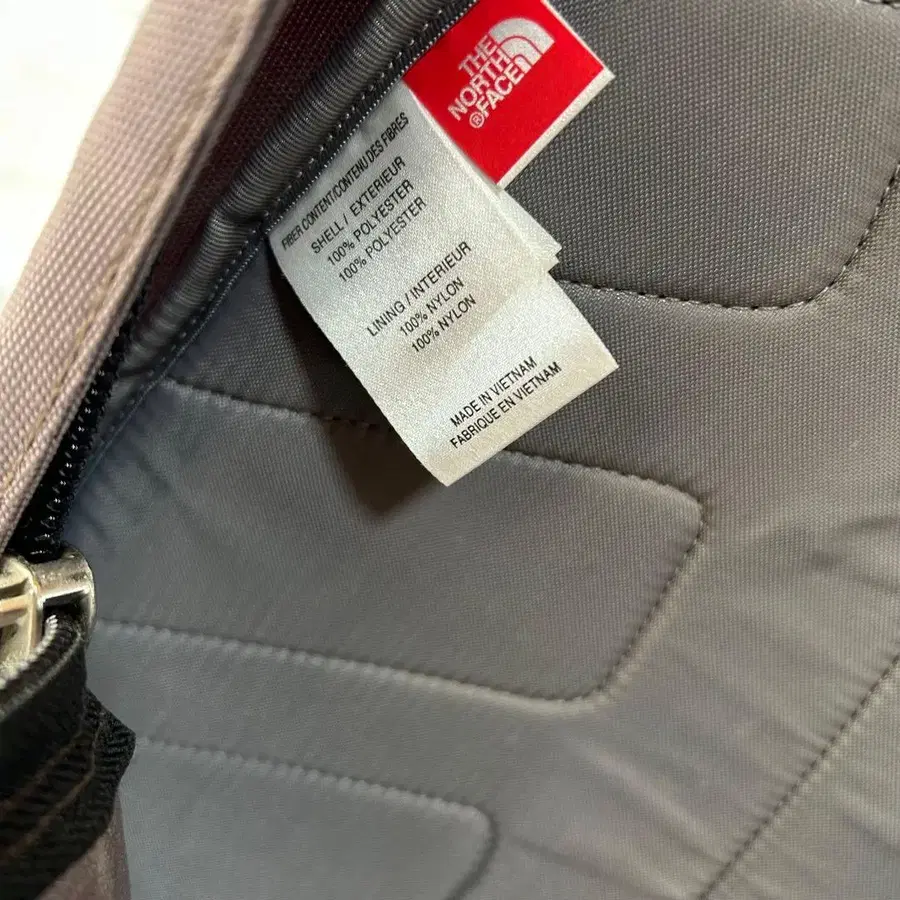 THE
NORTH
FACE®
FIBER CONTENT/CONTENU DES FIBRES
SHELL / EXTERIEUR
100% POLYESTER
100% POLYESTER
LINING / INTERIEUR
100% NYLON
100% NYLON
MADE IN VIETNAM
FABRIQUE EN VIETNAM